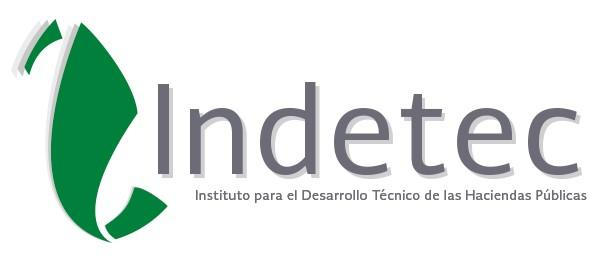 Indetec
Instituto para el Desarrollo Técnico de las Haciendas Públicas